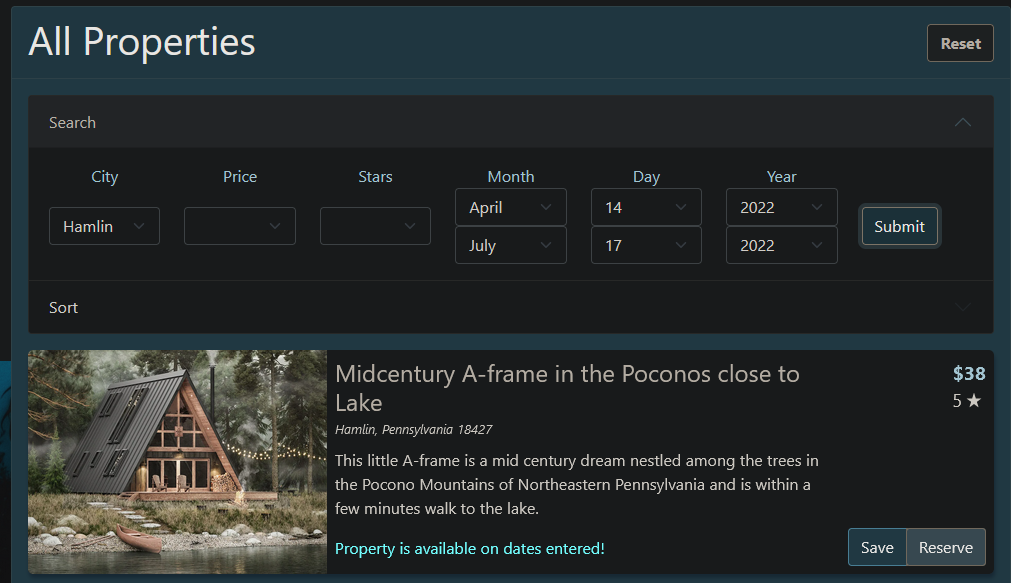 All Properties
Reset
Search
City Price Stars Month Day Year
April 14 2022
Hamlin Submit
July 17 2022
Sort
Midcentury A-frame in the Poconos close to $38
Lake 5 ★
Hamlin, Pennsylvania 18427
This little A-frame is a mid century dream nestled among the trees in
the Pocono Mountains of Northeastern Pennsylvania and is within a
few minutes walk to the lake.
Property is available on dates entered! Save Reserve